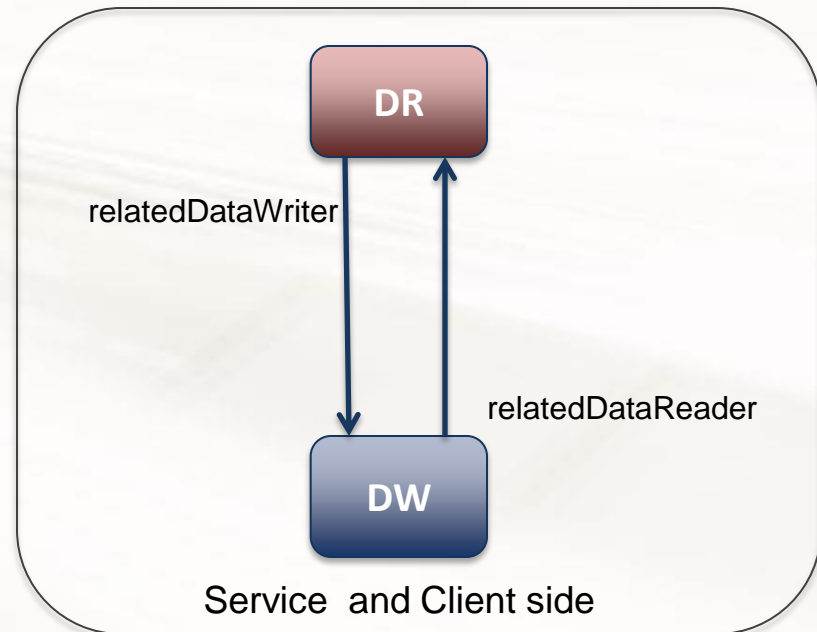 DR
relatedDataWriter
relatedDataReader
DW
Service and Client side